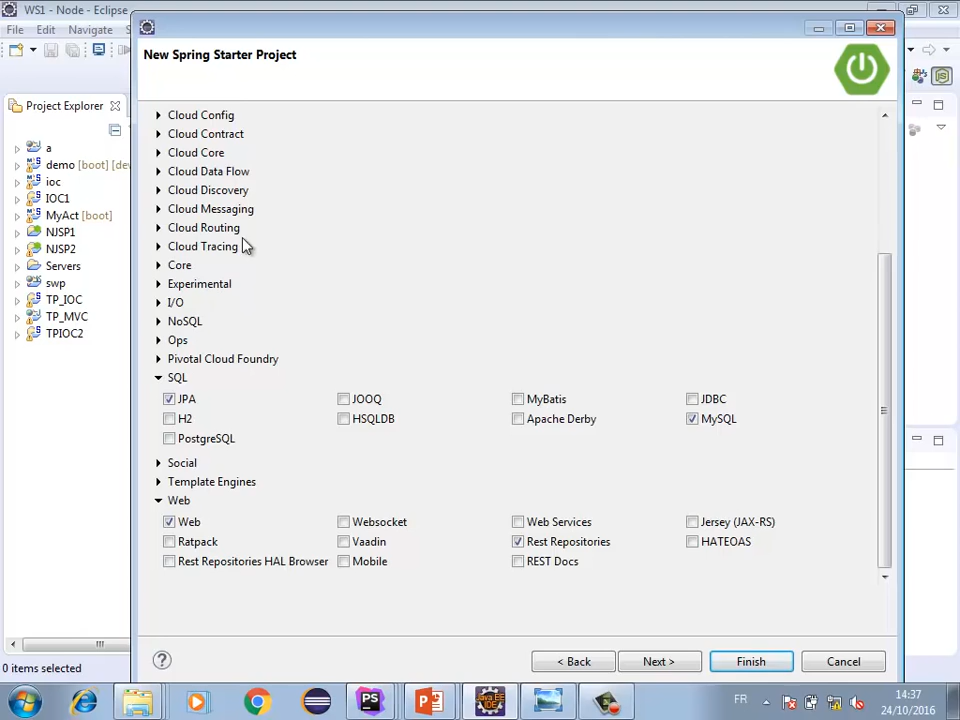 WS1 - Node - Eclipse
File Edit Navigate
New Spring Starter Project
Project Explorer
a
demo [boot]
ioc
IOC1
MyAct [boot]
NJSP1
NJSP2
Servers
swp
TP_IOC
TP_MVC
TPIOC2
0 items selected
Cloud Config
Cloud Contract
Cloud Core
Cloud Data Flow
Cloud Discovery
Cloud Messaging
Cloud Routing
Cloud Tracing
Core
Experimental
I/O
NoSQL
Ops
Pivotal Cloud Foundry
SQL
JPA JOOQ MyBatis JDBC
H2 HSQLDB Apache Derby MySQL
PostgreSQL
Social
Template Engines
Web
Web Websocket Web Services Jersey (JAX-RS)
Ratpack Vaadin Rest Repositories HATEOAS
Rest Repositories HAL Browser Mobile REST Docs
< Back Next > Finish Cancel
PS P Java EE IDE FR 14:37
24/10/2016